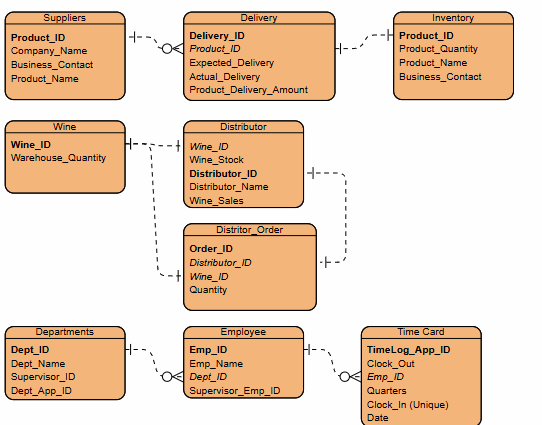 Suppliers
Product_ID
Company_Name
Business_Contact
Product_Name
Delivery
Delivery_ID
Product_ID
Expected_Delivery
Actual_Delivery
Product_Delivery_Amount
Inventory
Product_ID
Product_Quantity
Product_Name
Business_Contact
Wine
Wine_ID
Warehouse_Quantity
Distributor
Wine_ID
Wine_Stock
Distributor_ID
Distributor_Name
Wine_Sales
Distritor_Order
Order_ID
Distributor_ID
Wine_ID
Quantity
Departments
Dept_ID
Dept_Name
Supervisor_ID
Dept_App_ID
Employee
Emp_ID
Emp_Name
Dept_ID
Supervisor_Emp_ID
Time Card
TimeLog_App_ID
Clock_Out
Emp_ID
Quarters
Clock_In (Unique)
Date